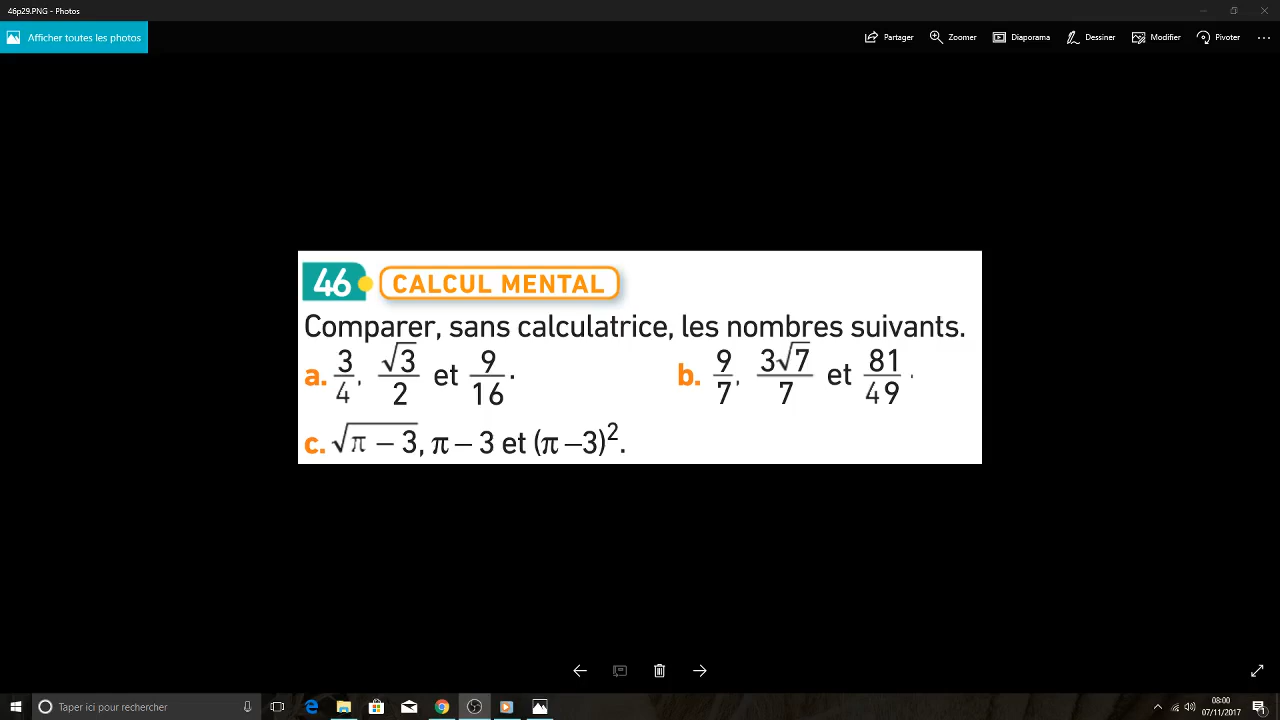 46p29.PNG - Photos
Afficher toutes les photos
Partager
Zoomer
Diaporama
Dessiner
Modifier
Pivoter
46 CALCUL MENTAL
Comparer, sans calculatrice, les nombres suivants.
a. 3/4, √3/2 et 9/16.
b. 9/7, 3√7/7 et 81/49.
c. √(π − 3), π − 3 et (π −3)².
Taper ici pour rechercher
08:00
07/11/2017